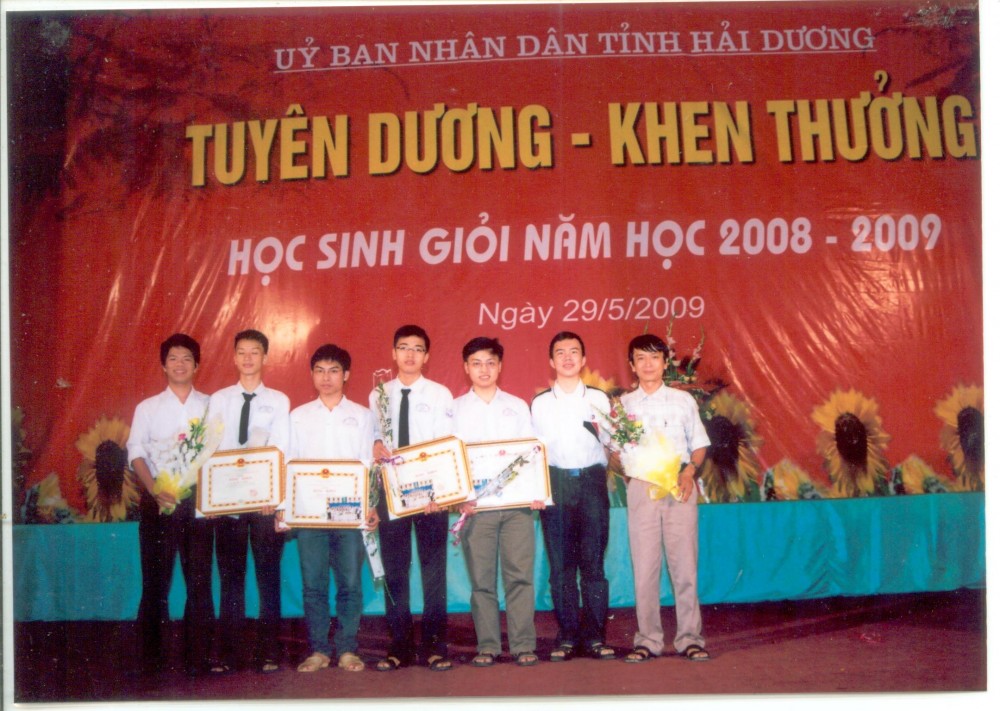 UỶ BAN NHÂN DÂN TỈNH HẢI DƯƠNG
TUYÊN DƯƠNG - KHEN THƯỞNG
HỌC SINH GIỎI NĂM HỌC 2008 - 2009
Ngày 29/5/2009